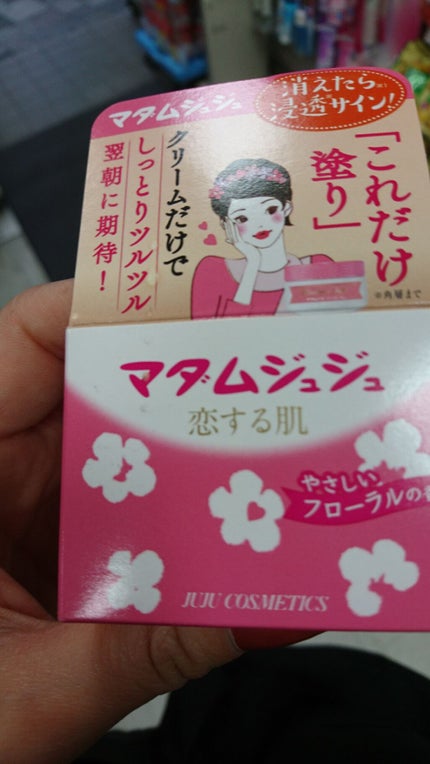 マダムジュジュ
消えたら※
浸透※サイン!
「これだけ
塗り」
※角層まで
クリームだけで
しっとりツルツル
翌朝に期待!
マダムジュジュ
恋する肌
やさしい
フローラルの香
JUJU COSMETICS